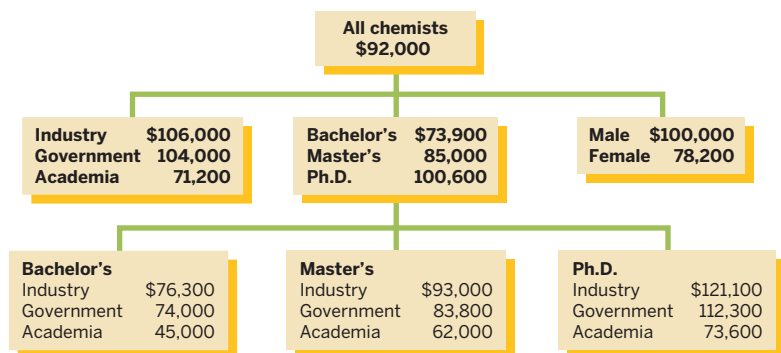 All chemists
$92,000
Industry $106,000
Government 104,000
Academia 71,200
Bachelor's $73,900
Master's 85,000
Ph.D. 100,600
Male $100,000
Female 78,200
Bachelor's
Industry $76,300
Government 74,000
Academia 45,000
Master's
Industry $93,000
Government 83,800
Academia 62,000
Ph.D.
Industry $121,100
Government 112,300
Academia 73,600